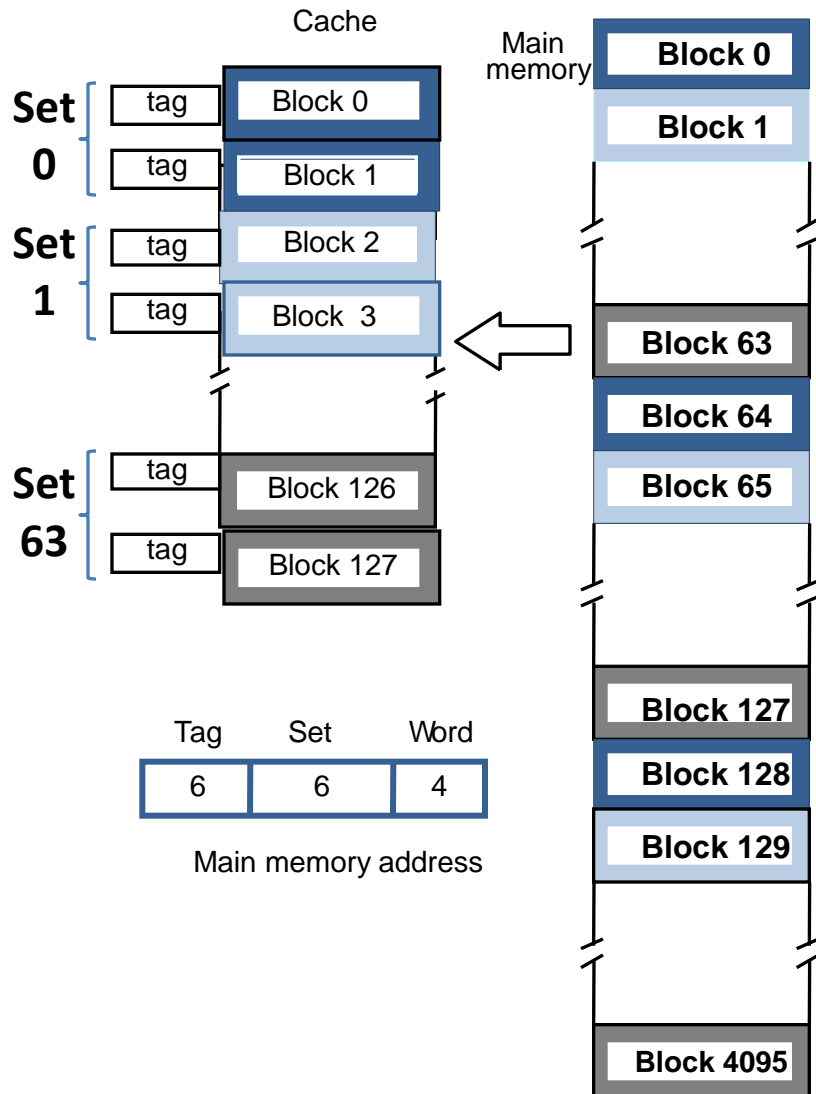 Cache
Set
0
tag
Block 0
tag
Block 1
Set
1
tag
Block 2
tag
Block 3
Set
63
tag
Block 126
tag
Block 127
Main
memory
Block 0
Block 1
Block 63
Block 64
Block 65
Block 127
Block 128
Block 129
Block 4095
Tag Set Word
6 6 4
Main memory address